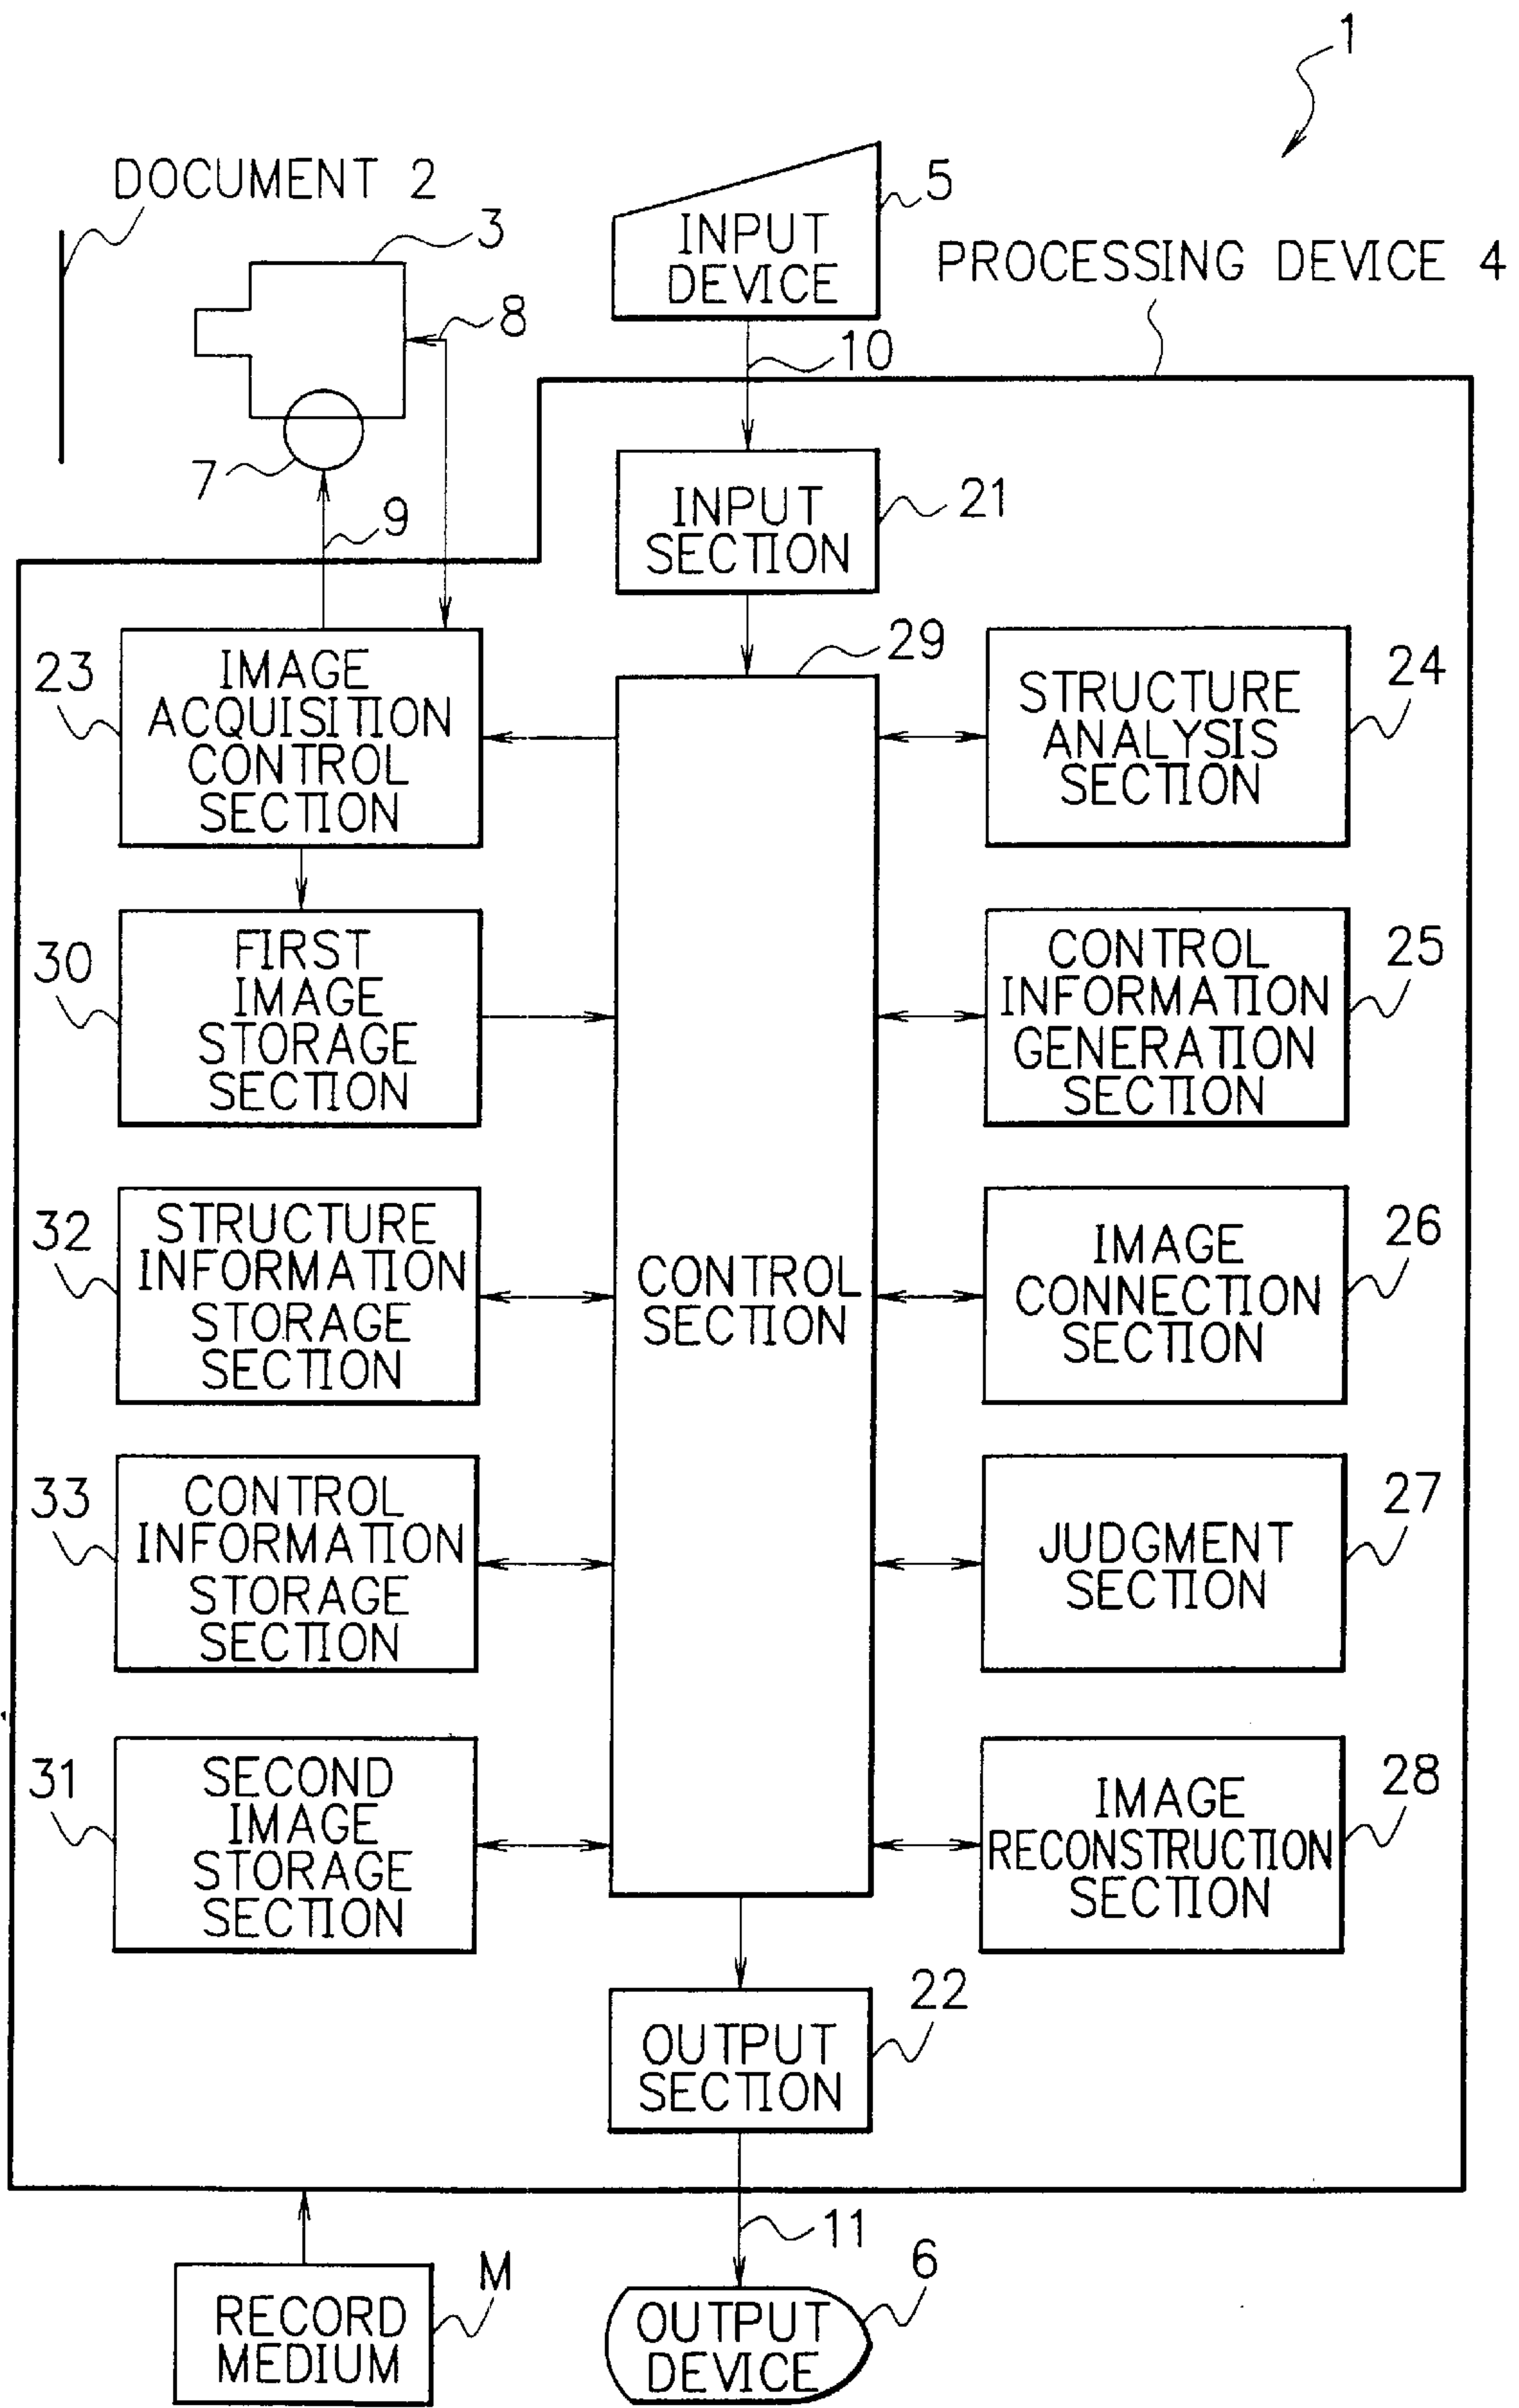 1
DOCUMENT 2
3
8
7
9
INPUT
DEVICE
5
10
PROCESSING DEVICE 4
INPUT
SECTION
21
29
23
IMAGE
ACQUISITION
CONTROL
SECTION
STRUCTURE
ANALYSIS
SECTION
24
30
FIRST
IMAGE
STORAGE
SECTION
CONTROL
INFORMATION
GENERATION
SECTION
25
32
STRUCTURE
INFORMATION
STORAGE
SECTION
CONTROL
SECTION
IMAGE
CONNECTION
SECTION
26
33
CONTROL
INFORMATION
STORAGE
SECTION
JUDGMENT
SECTION
27
31
SECOND
IMAGE
STORAGE
SECTION
IMAGE
RECONSTRUCTION
SECTION
28
OUTPUT
SECTION
22
11
RECORD
MEDIUM
M
OUTPUT
DEVICE
6